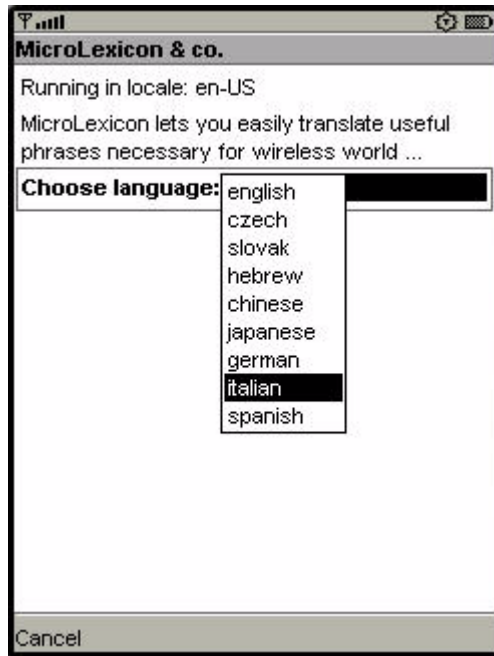 MicroLexicon & co.
Running in locale: en-US
MicroLexicon lets you easily translate useful
phrases necessary for wireless world ...
Choose language:
english
czech
slovak
hebrew
chinese
japanese
german
italian
spanish
Cancel